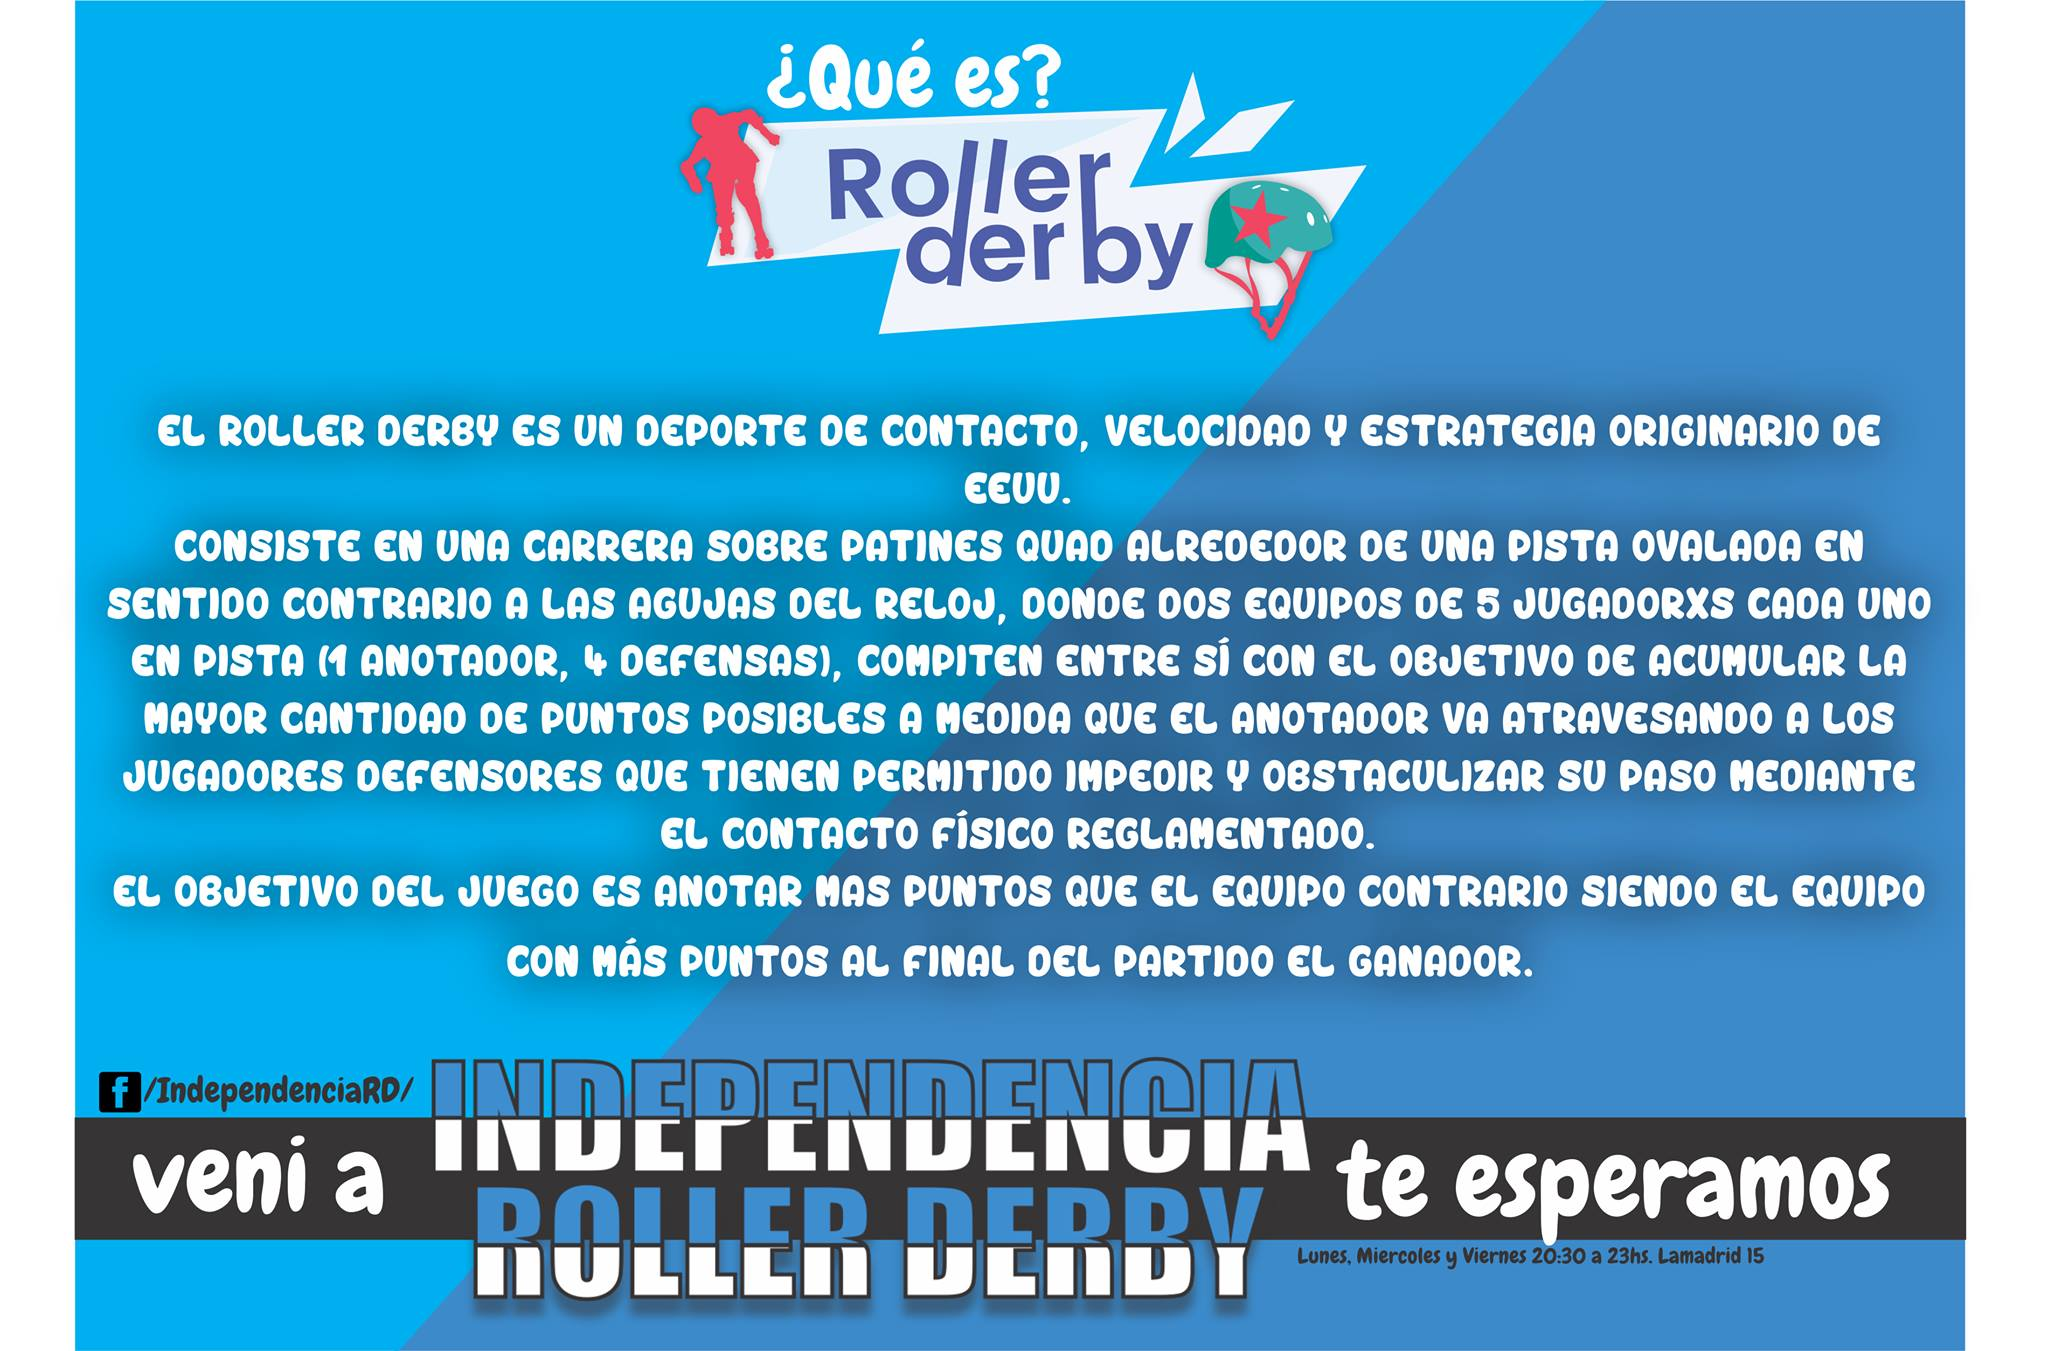 ¿Qué es?
Roller
derby
EL ROLLER DERBY ES UN DEPORTE DE CONTACTO, VELOCIDAD Y ESTRATEGIA ORIGINARIO DE
EEUU.
CONSISTE EN UNA CARRERA SOBRE PATINES QUAD ALREDEDOR DE UNA PISTA OVALADA EN
SENTIDO CONTRARIO A LAS AGUJAS DEL RELOJ, DONDE DOS EQUIPOS DE 5 JUGADORXS CADA UNO
EN PISTA (1 ANOTADOR, 4 DEFENSAS), COMPITEN ENTRE SÍ CON EL OBJETIVO DE ACUMULAR LA
MAYOR CANTIDAD DE PUNTOS POSIBLES A MEDIDA QUE EL ANOTADOR VA ATRAVESANDO A LOS
JUGADORES DEFENSORES QUE TIENEN PERMITIDO IMPEDIR Y OBSTACULIZAR SU PASO MEDIANTE
EL CONTACTO FÍSICO REGLAMENTADO.
EL OBJETIVO DEL JUEGO ES ANOTAR MAS PUNTOS QUE EL EQUIPO CONTRARIO SIENDO EL EQUIPO
CON MÁS PUNTOS AL FINAL DEL PARTIDO EL GANADOR.
f/IndependenciaRD/
veni a INDEPENDENCIA te esperamos
ROLLER DERBY
Lunes, Miercoles y Viernes 20:30 a 23hs. Lamadrid 15